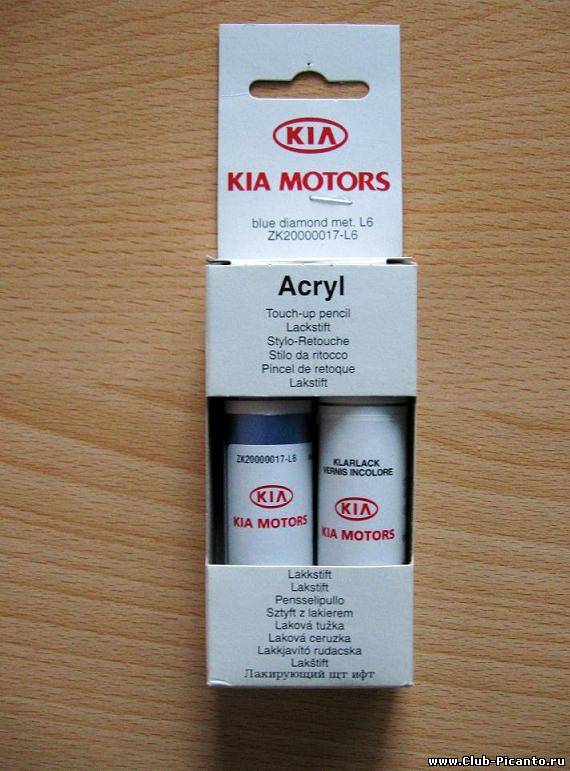 KIA
KIA MOTORS
blue diamond met. L6
ZK20000017-L6
Acryl
Touch-up pencil
Lackstift
Stylo-Retouche
Stilo da ritocco
Pincel de retoque
Lakstift
ZK20000017-L6
KIA
KIA MOTORS
KLARLACK
VERNIS INCOLORE
KIA
KIA MOTORS
Lakkstift
Lakstift
Pensselipullo
Sztyft z lakierem
Laková tužka
Laková ceruzka
Lakkjavító rudacska
Lakštift
Лакирующий щт ифт
www.Club-Picanto.ru